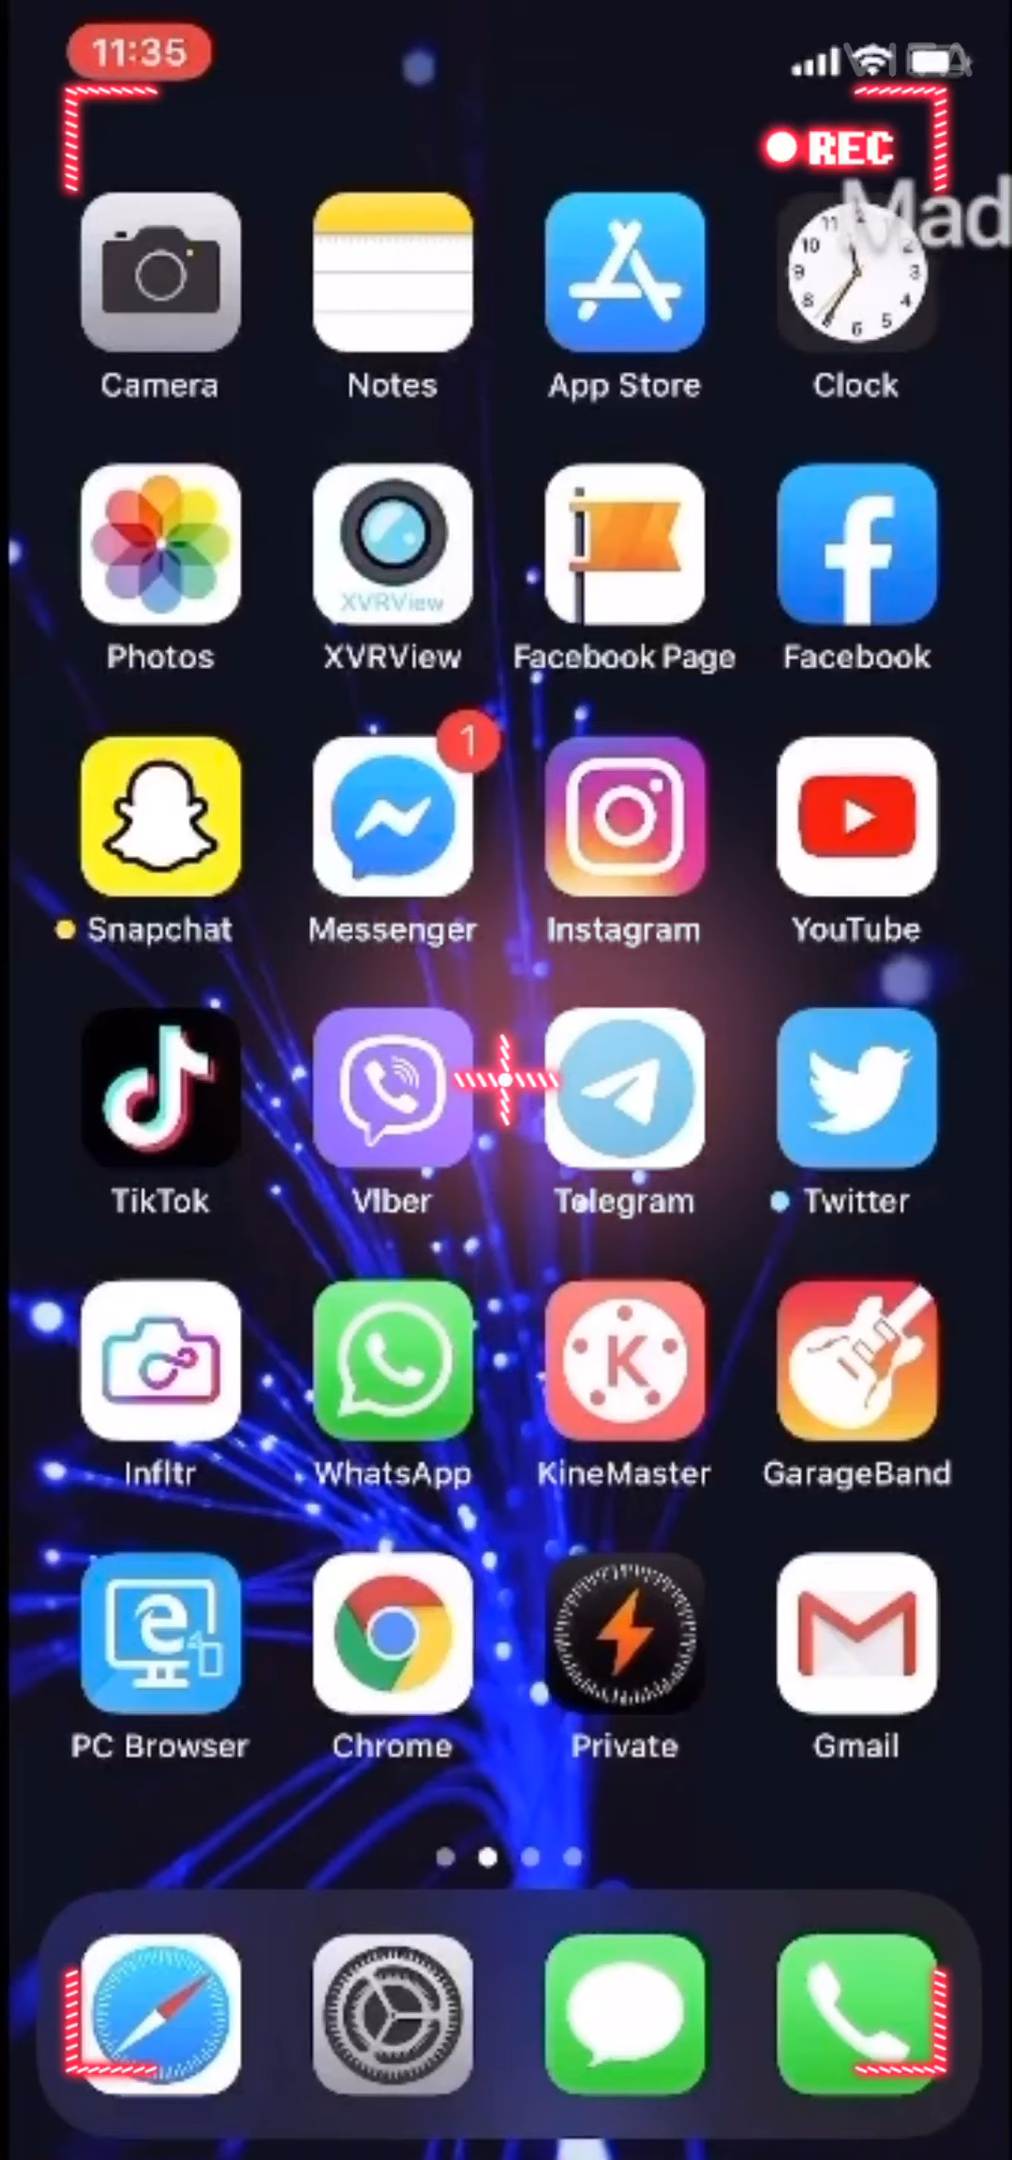 11:35
VITA
REC
Mad
Camera
Notes
App Store
Clock
Photos
XVRView
XVRView
Facebook Page
Facebook
1
Snapchat
Messenger
Instagram
YouTube
TikTok
Viber
Telegram
Twitter
Infltr
WhatsApp
K
KineMaster
GarageBand
PC Browser
Chrome
Private
Gmail